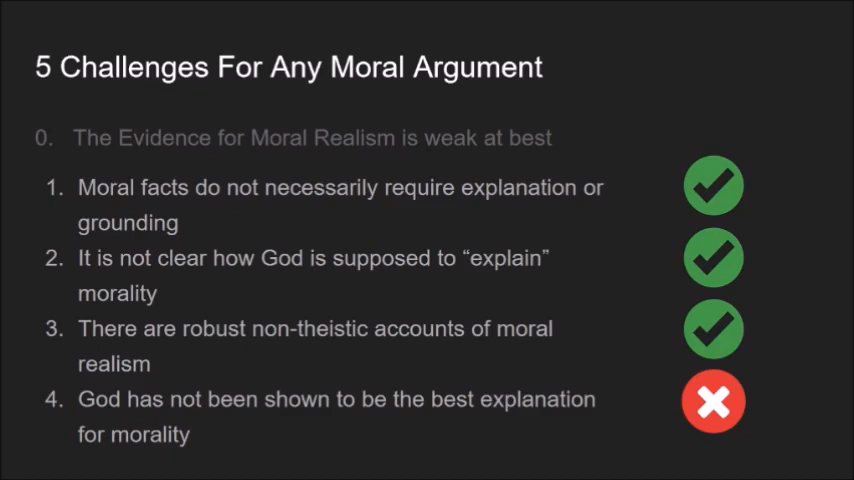 5 Challenges For Any Moral Argument
0. The Evidence for Moral Realism is weak at best
1. Moral facts do not necessarily require explanation or
grounding
2. It is not clear how God is supposed to “explain”
morality
3. There are robust non-theistic accounts of moral
realism
4. God has not been shown to be the best explanation
for morality